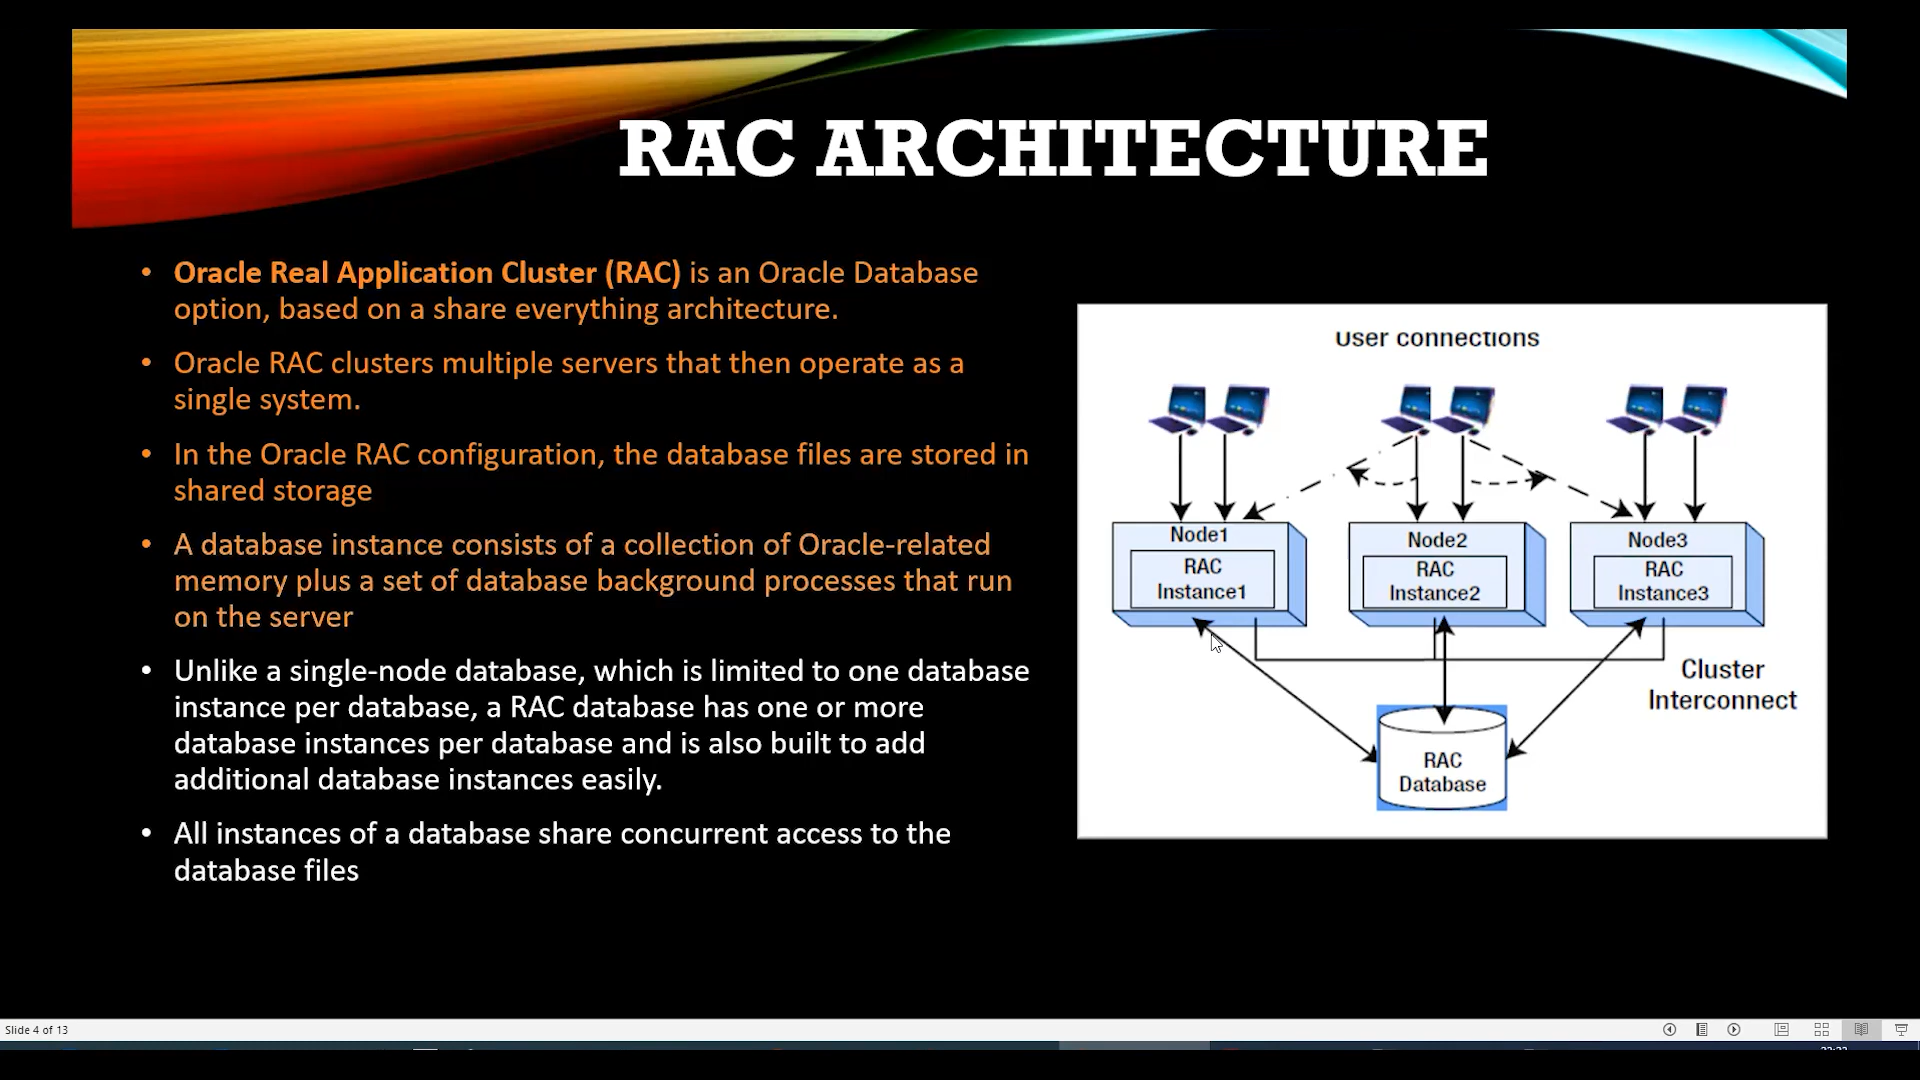 RAC ARCHITECTURE
• Oracle Real Application Cluster (RAC) is an Oracle Database
option, based on a share everything architecture.
• Oracle RAC clusters multiple servers that then operate as a
single system.
• In the Oracle RAC configuration, the database files are stored in
shared storage
• A database instance consists of a collection of Oracle-related
memory plus a set of database background processes that run
on the server
• Unlike a single-node database, which is limited to one database
instance per database, a RAC database has one or more
database instances per database and is also built to add
additional database instances easily.
• All instances of a database share concurrent access to the
database files
User connections
Node1
RAC
Instance1
Node2
RAC
Instance2
Node3
RAC
Instance3
Cluster
Interconnect
RAC
Database
Slide 4 of 13